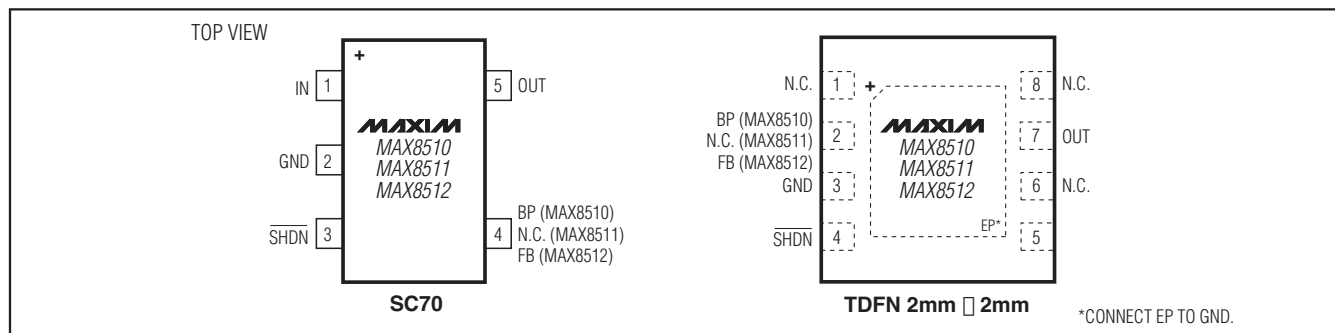 TOP VIEW
+
IN 1
5 OUT
MAXIM
MAX8510
MAX8511
MAX8512
GND 2
SHDN 3
4
BP (MAX8510)
N.C. (MAX8511)
FB (MAX8512)
SC70
N.C. 1
+
8 N.C.
BP (MAX8510)
N.C. (MAX8511)
FB (MAX8512)
2
MAXIM
MAX8510
MAX8511
MAX8512
7 OUT
GND 3
6 N.C.
SHDN 4
EP*
5
TDFN 2mm □ 2mm
*CONNECT EP TO GND.